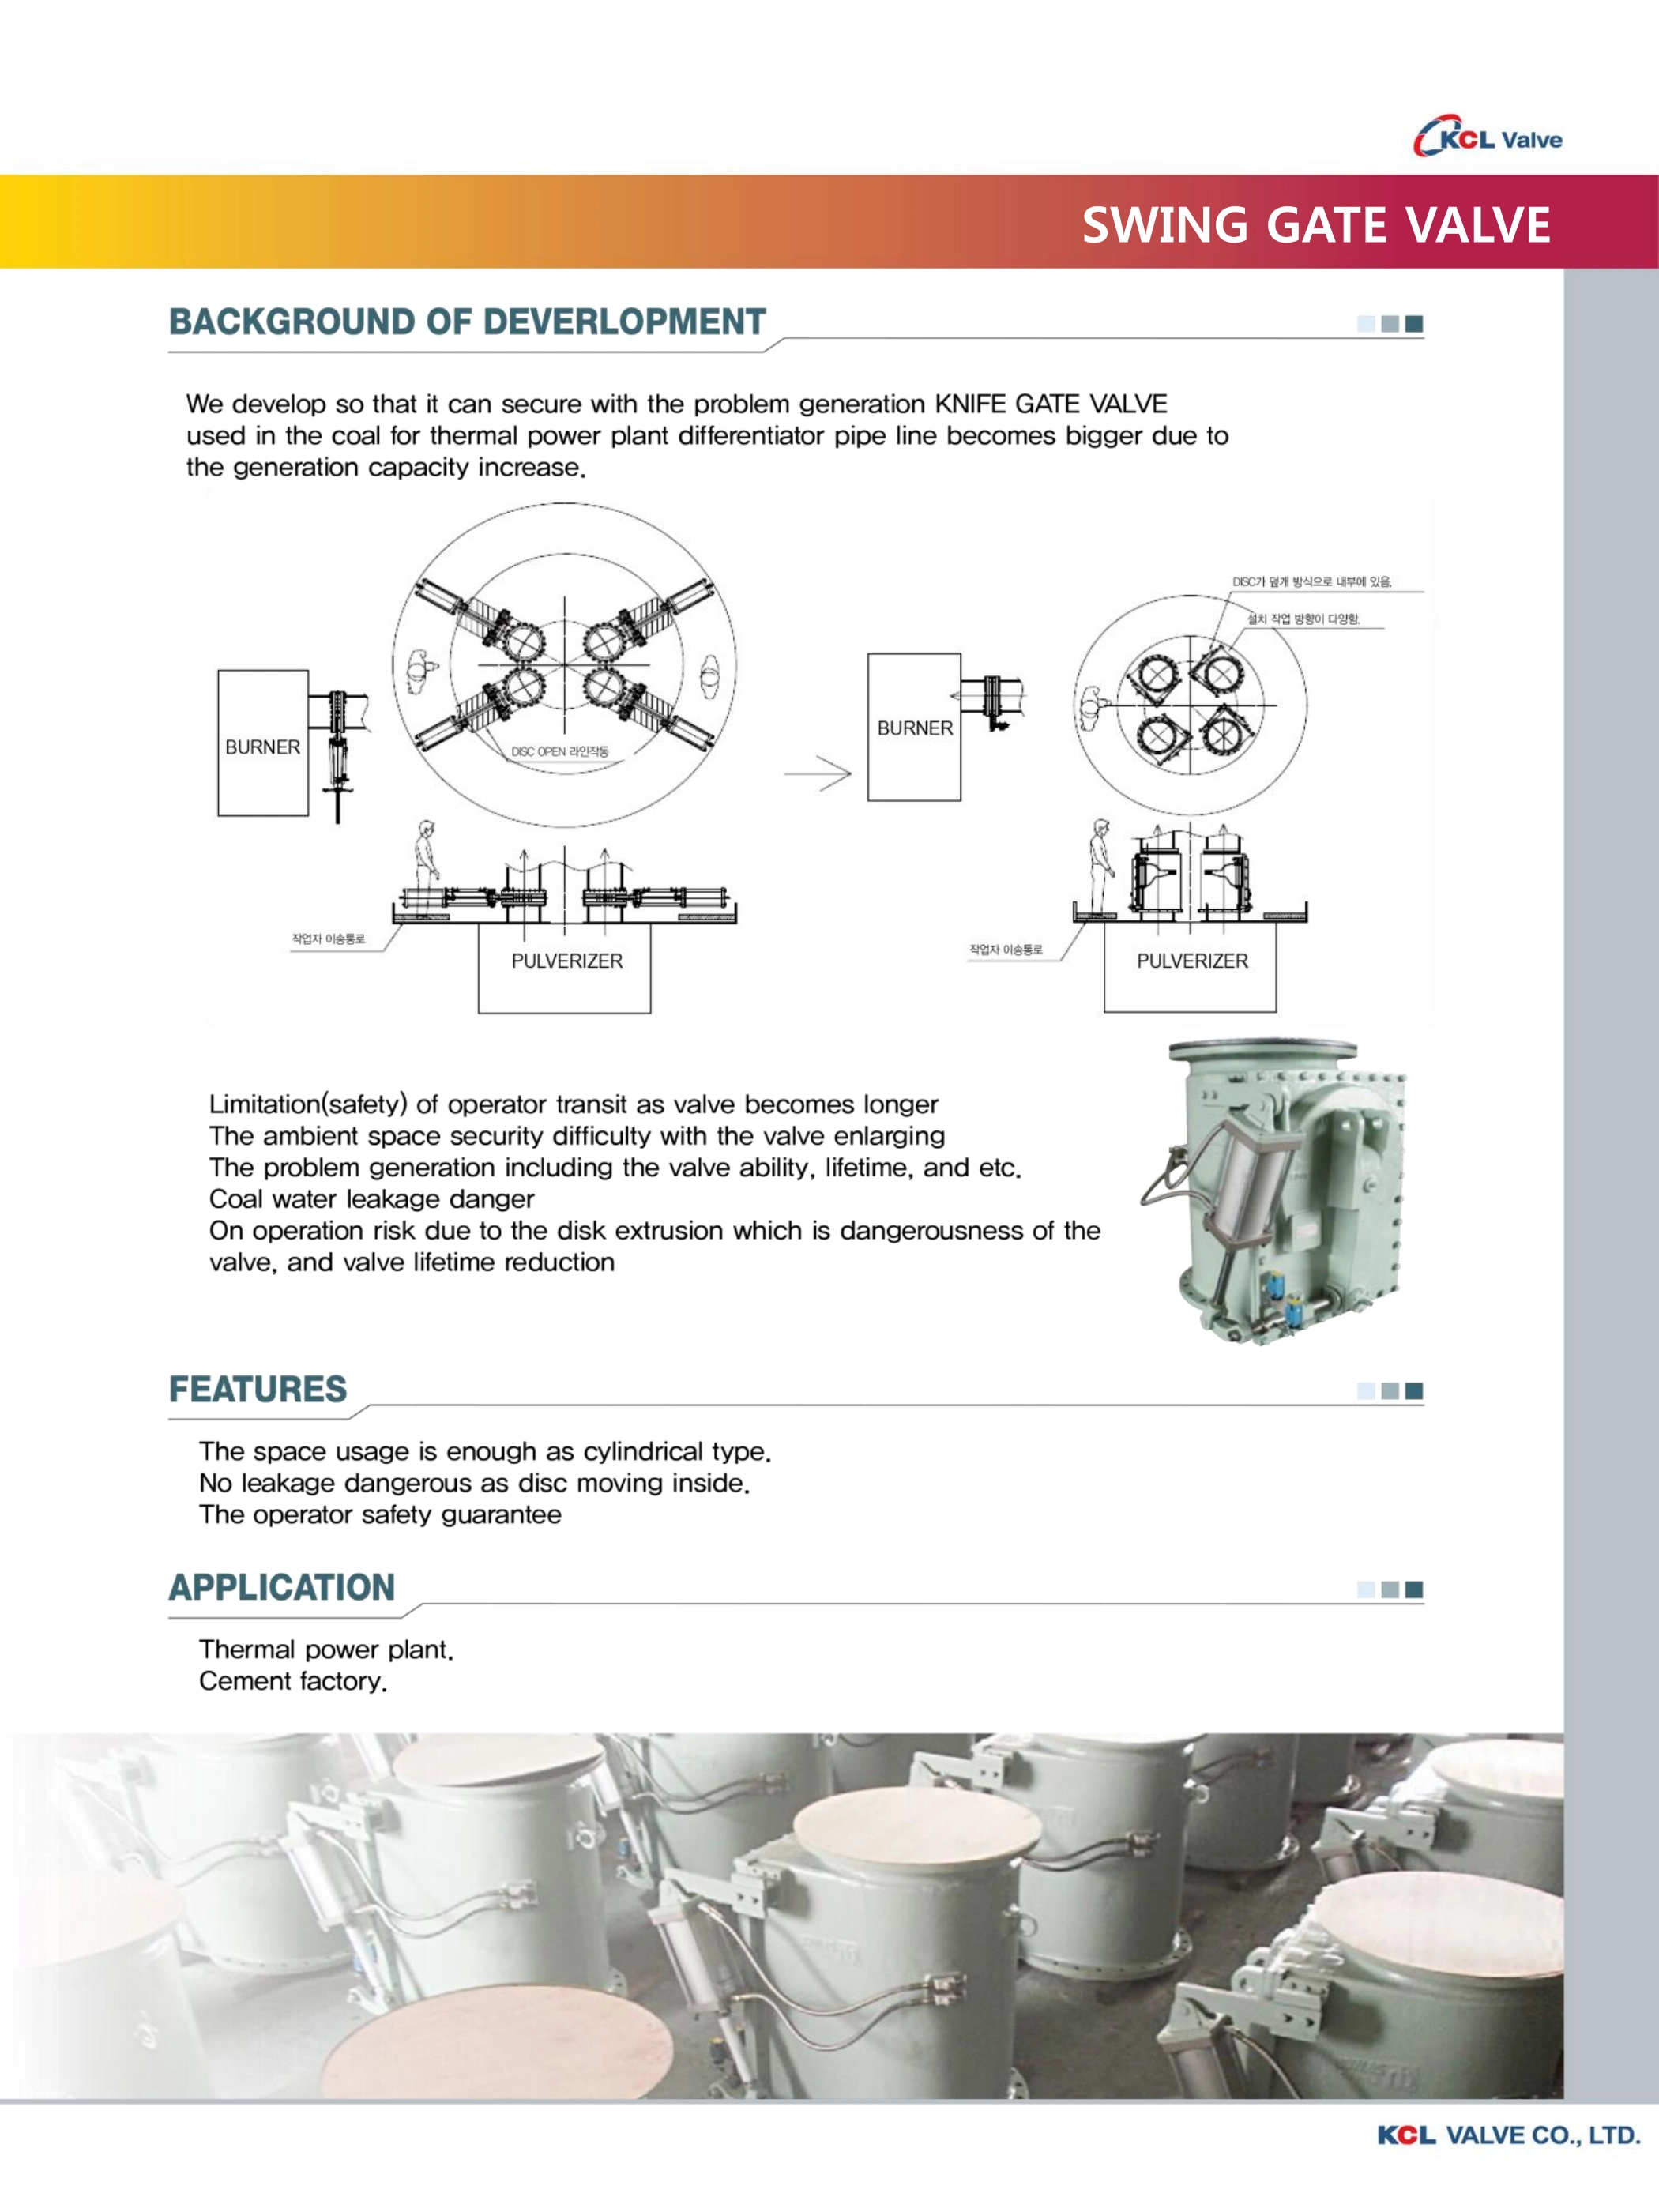 KCL Valve
SWING GATE VALVE
BACKGROUND OF DEVERLOPMENT
We develop so that it can secure with the problem generation KNIFE GATE VALVE
used in the coal for thermal power plant differentiator pipe line becomes bigger due to
the generation capacity increase.
DISC가 덮개 방식으로 내부에 있음.
설치 작업 방향이 다양함.
BURNER
DISC OPEN 라인작동
BURNER
작업자 이송통로
PULVERIZER
작업자 이송통로
PULVERIZER
Limitation(safety) of operator transit as valve becomes longer
The ambient space security difficulty with the valve enlarging
The problem generation including the valve ability, lifetime, and etc.
Coal water leakage danger
On operation risk due to the disk extrusion which is dangerousness of the
valve, and valve lifetime reduction
FEATURES
The space usage is enough as cylindrical type.
No leakage dangerous as disc moving inside.
The operator safety guarantee
APPLICATION
Thermal power plant.
Cement factory.
KCL VALVE CO., LTD.